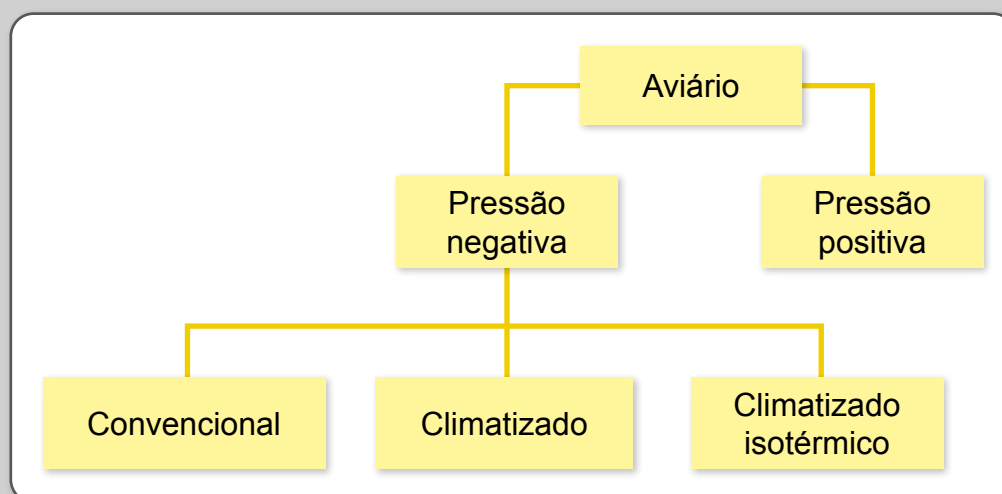 Aviário
Pressão
negativa
Pressão
positiva
Convencional
Climatizado
Climatizado
isotérmico